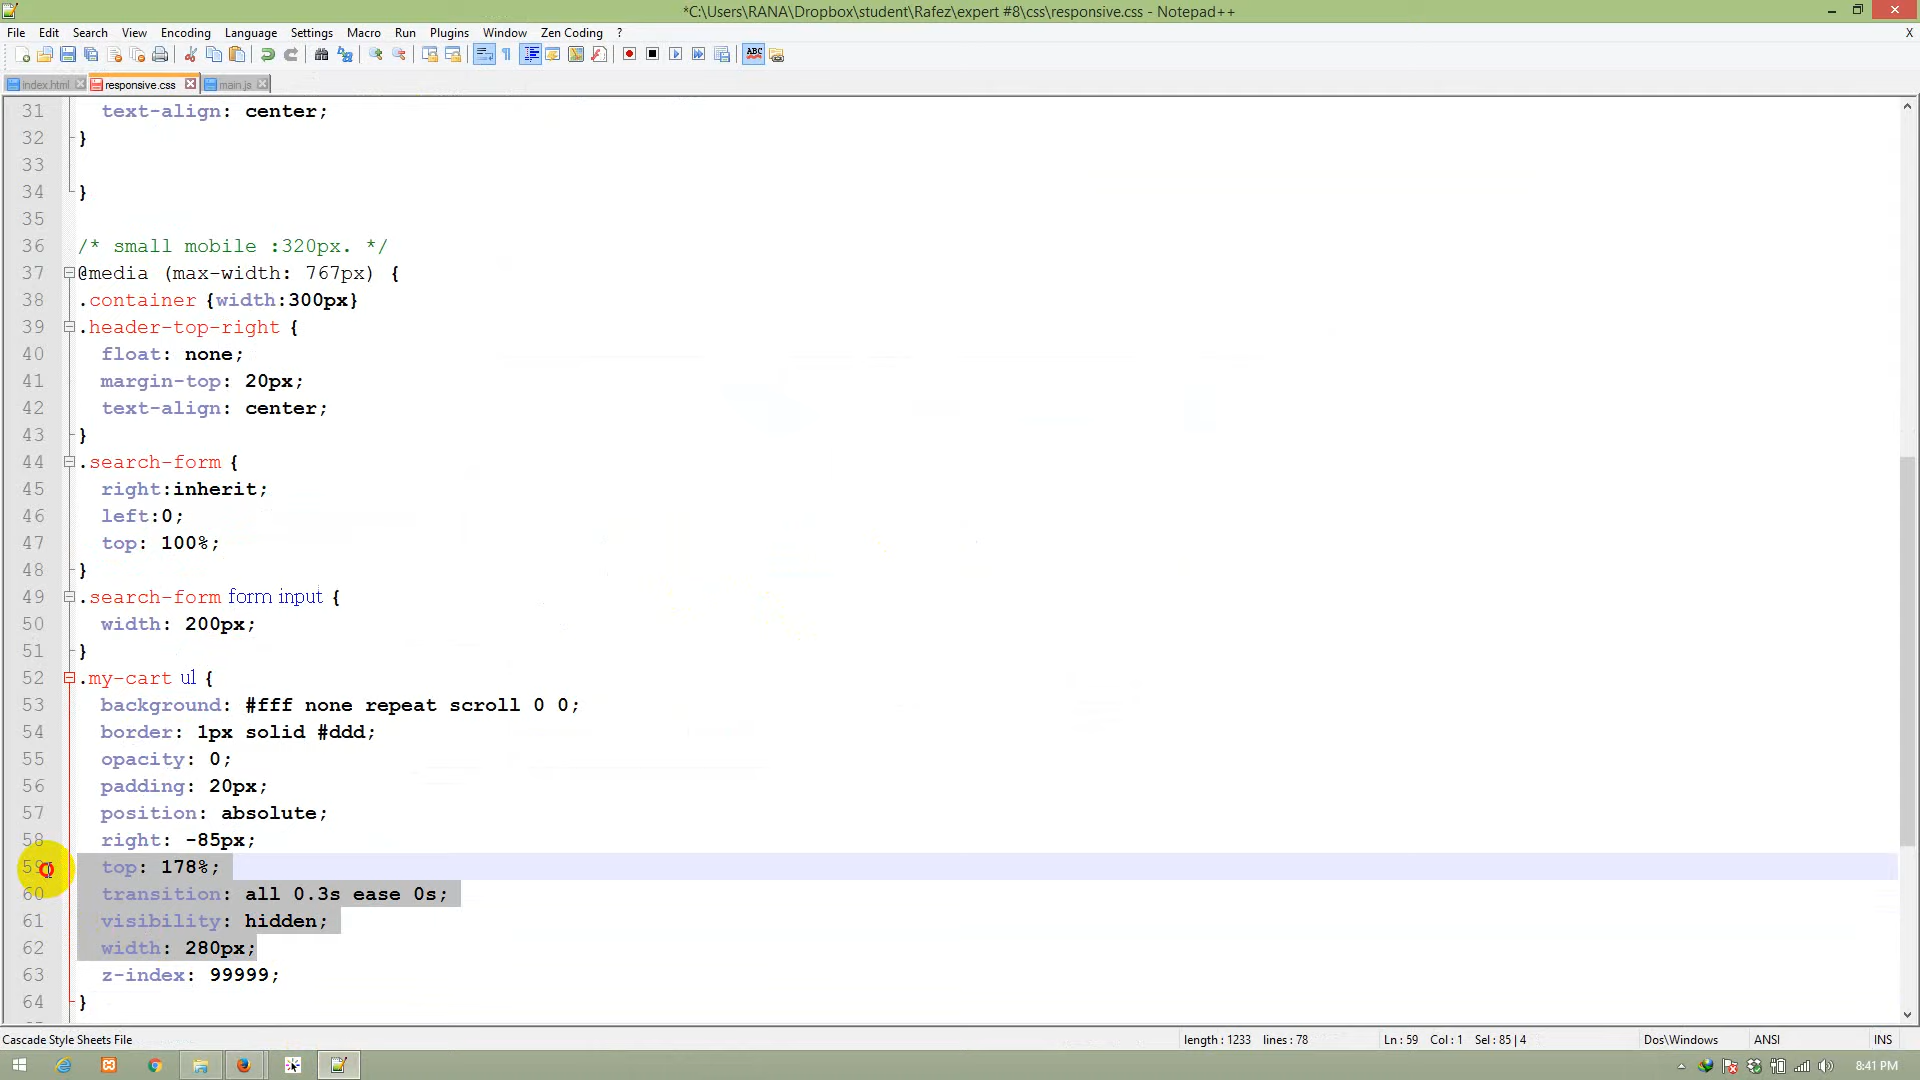 *C:\Users\RANA\Dropbox\student\Rafez\expert #8\css\responsive.css - Notepad++
File Edit Search View Encoding Language Settings Macro Run Plugins Window Zen Coding ? X
index.html responsive.css main.js
31 text-align: center;
32 }
33
34 }
35
36 /* small mobile :320px. */
37 @media (max-width: 767px) {
38 .container {width:300px}
39 .header-top-right {
40 float: none;
41 margin-top: 20px;
42 text-align: center;
43 }
44 .search-form {
45 right:inherit;
46 left:0;
47 top: 100%;
48 }
49 .search-form form input {
50 width: 200px;
51 }
52 .my-cart ul {
53 background: #fff none repeat scroll 0 0;
54 border: 1px solid #ddd;
55 opacity: 0;
56 padding: 20px;
57 position: absolute;
58 right: -85px;
59 top: 178%;
60 transition: all 0.3s ease 0s;
61 visibility: hidden;
62 width: 280px;
63 z-index: 99999;
64 }
Cascade Style Sheets File length : 1233 lines : 78 Ln : 59 Col : 1 Sel : 85 | 4 Dos\Windows ANSI INS
8:41 PM